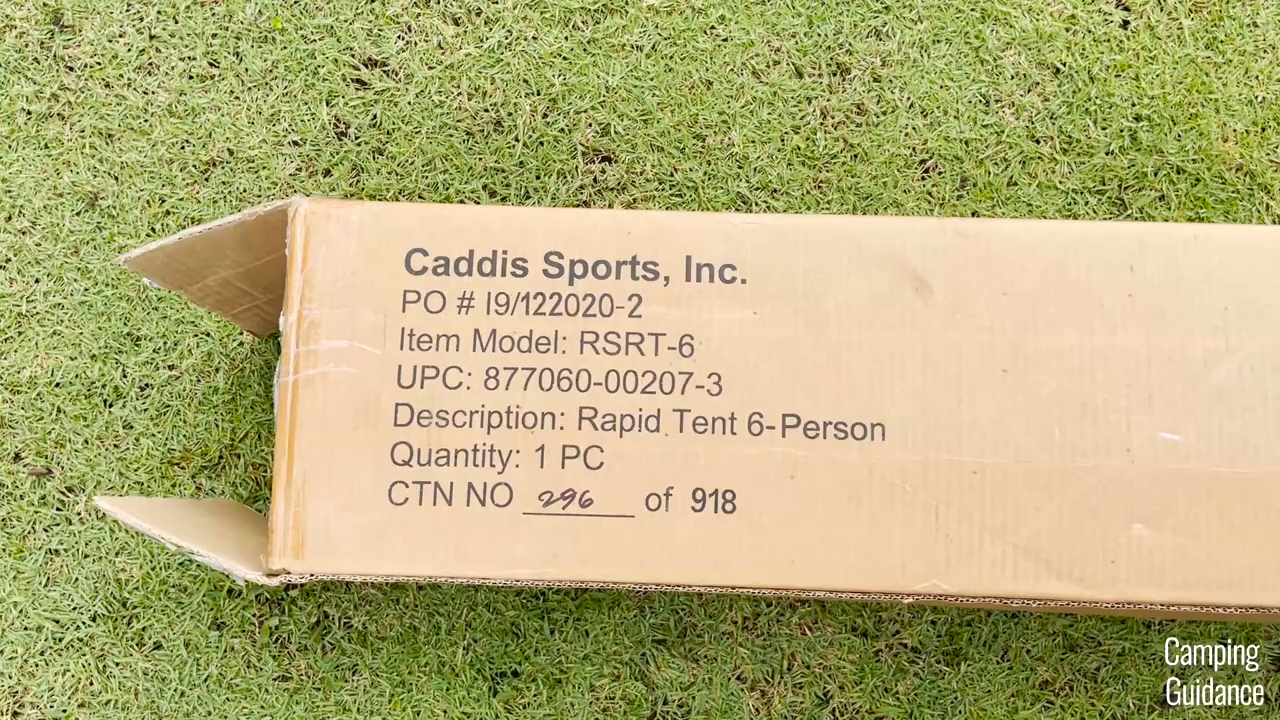 Caddis Sports, Inc.
PO # I9/122020-2
Item Model: RSRT-6
UPC: 877060-00207-3
Description: Rapid Tent 6-Person
Quantity: 1 PC
CTN NO 296 of 918
Camping
Guidance